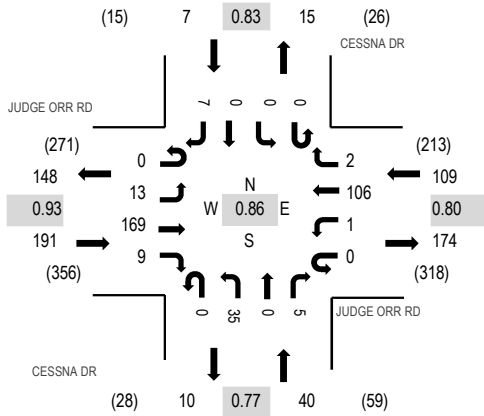 (15) 7 0.83 15 (26)
CESSNA DR
JUDGE ORR RD
7 0 0 0
(271) (213)
148 0 2 109
13 N 106
0.93 W 0.86 E 0.80
169 S 1
191 9 0 174
(356) (318)
0 35 0 5
JUDGE ORR RD
CESSNA DR
(28) 10 0.77 40 (59)